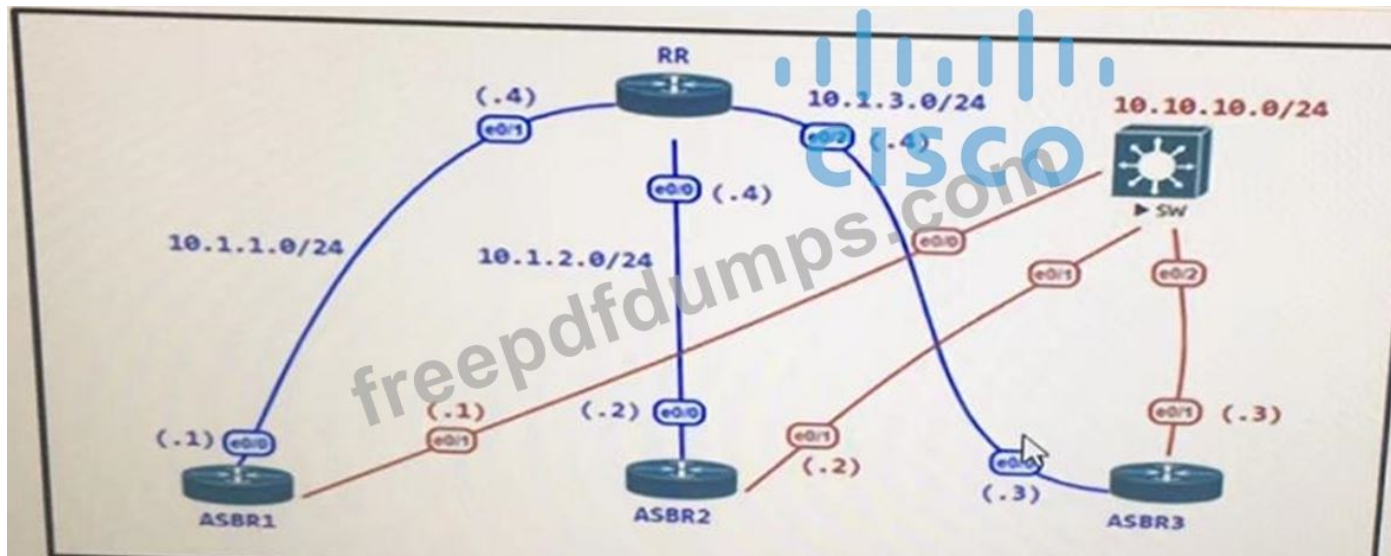 RR
(.4)
e0/1
10.1.3.0/24
e0/2
(.4)
10.10.10.0/24
CISCO
SW
e0/0
(.4)
10.1.1.0/24
10.1.2.0/24
e0/0
e0/1
e0/2
freepdfdumps.com
(.1)
e0/0
(.1)
e0/1
(.2)
e0/0
e0/1
(.2)
e0/1
(.3)
(.3)
ASBR1
ASBR2
ASBR3